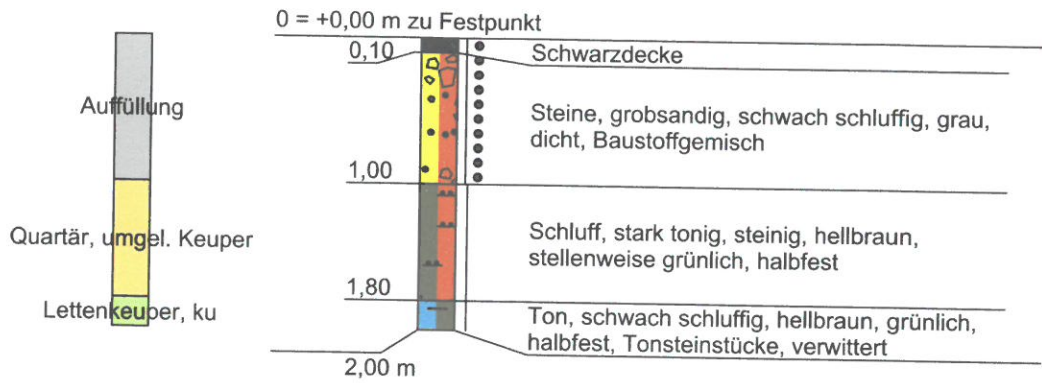 0 = +0,00 m zu Festpunkt
0,10
Schwarzdecke
Auffüllung
Steine, grobsandig, schwach schluffig, grau,
dicht, Baustoffgemisch
1,00
Quartär, umgel. Keuper
Schluff, stark tonig, steinig, hellbraun,
stellenweise grünlich, halbfest
1,80
Lettenkeuper, ku
Ton, schwach schluffig, hellbraun, grünlich,
halbfest, Tonsteinstücke, verwittert
2,00 m